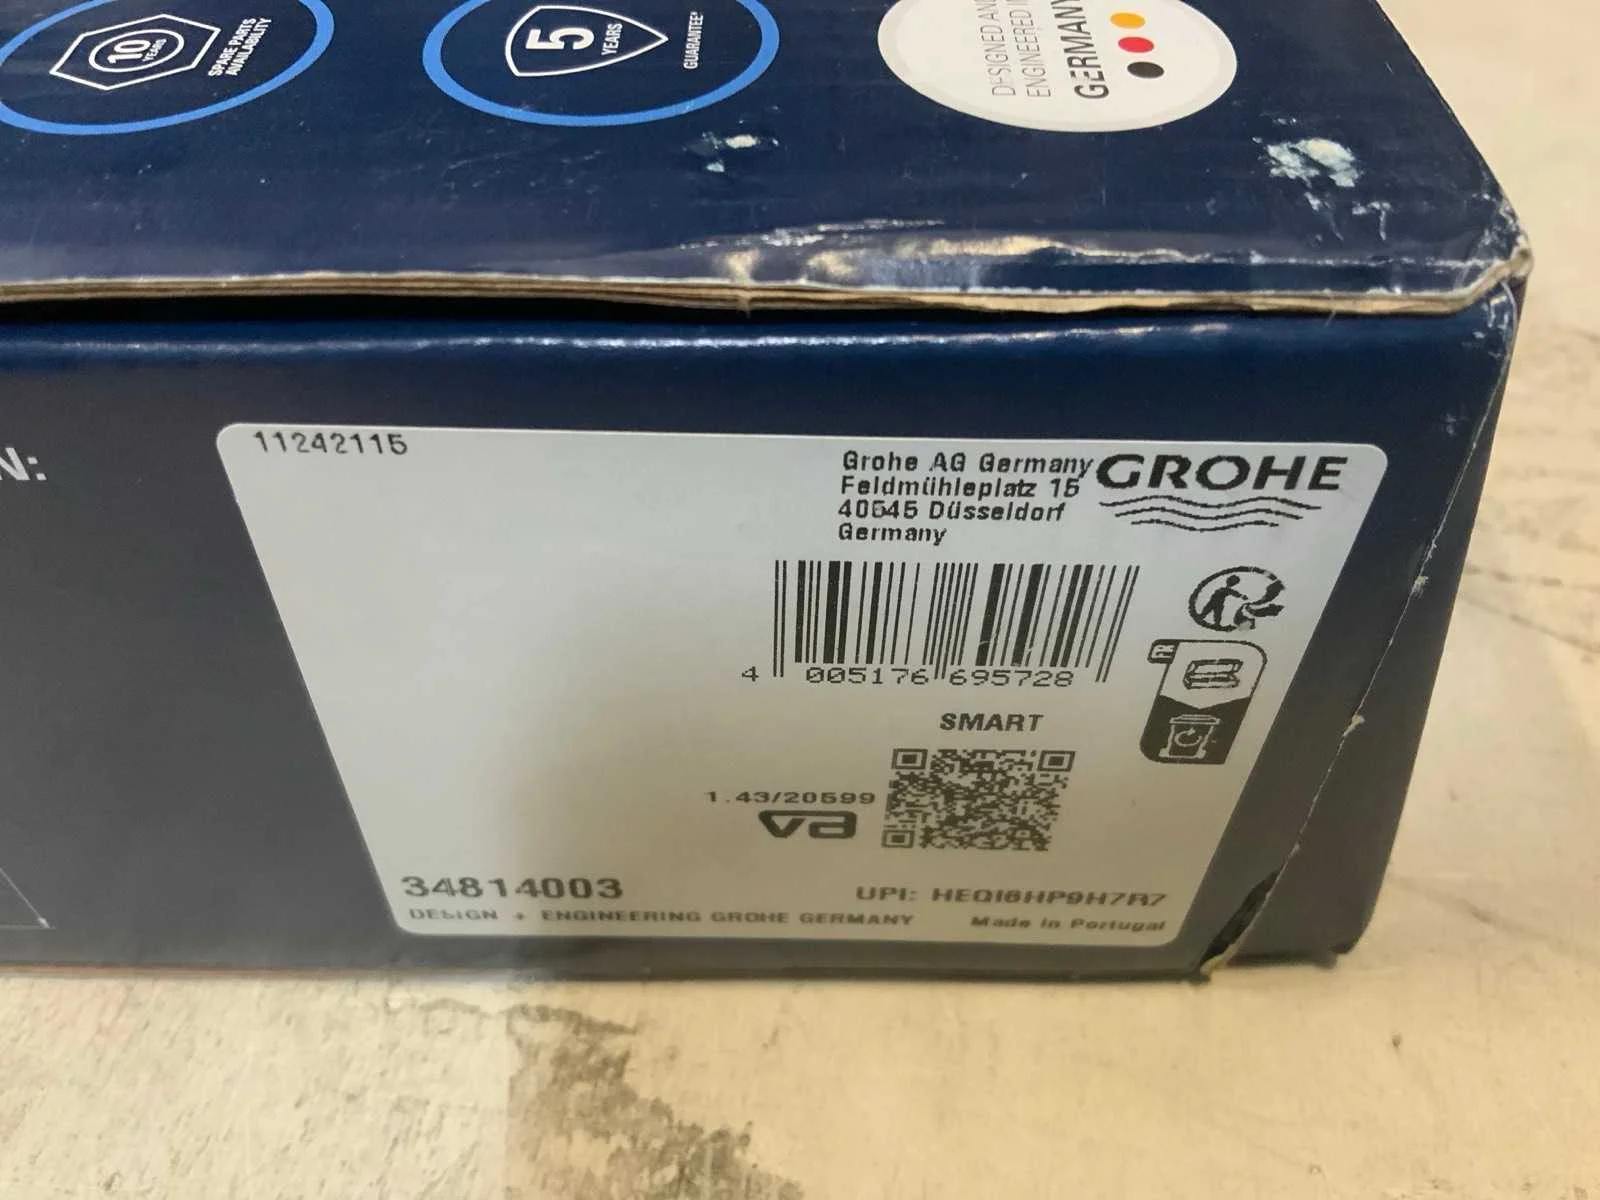 10
YEARS
SPARE PARTS
AVAILABILITY
5
YEARS
GUARANTEE*
DESIGNED AND
ENGINEERED IN
GERMANY
N:
11242115
Grohe AG Germany
Feldmühleplatz 15
40545 Düsseldorf
Germany
GROHE
FR
4 005176 695728
SMART
1.43/20599
34814003
UPI: HEQI6HP9H7R7
DESIGN + ENGINEERING GROHE GERMANY
Made in Portugal